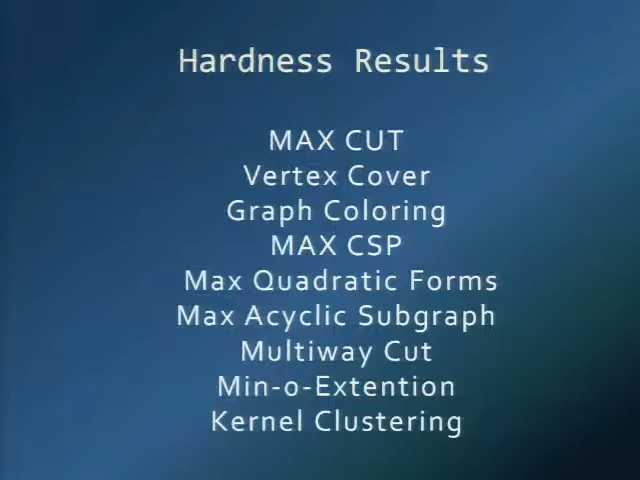 Hardness Results
MAX CUT
Vertex Cover
Graph Coloring
MAX CSP
Max Quadratic Forms
Max Acyclic Subgraph
Multiway Cut
Min-o-Extention
Kernel Clustering